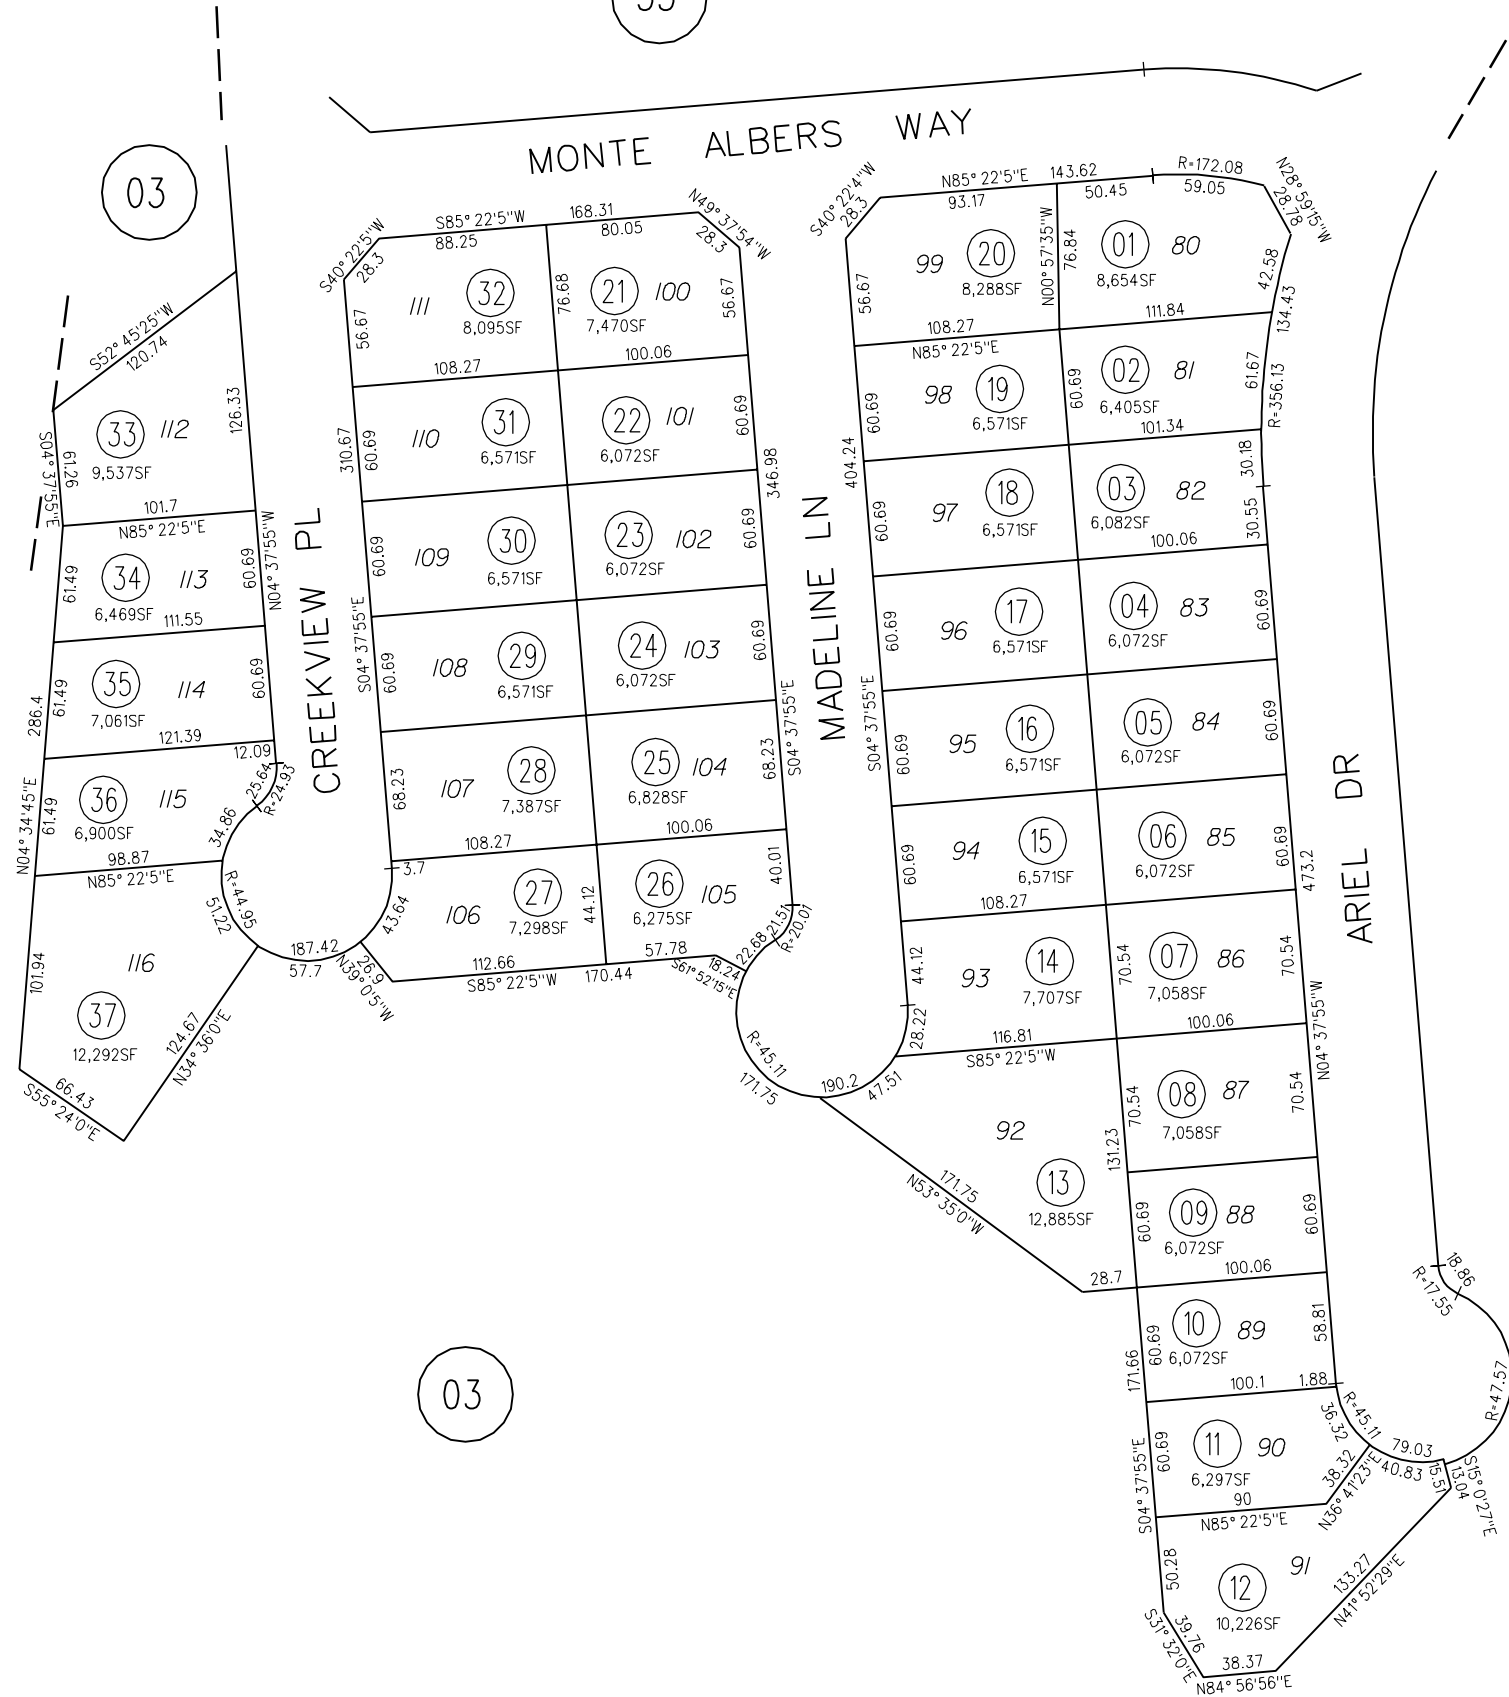 MONTE ALBERS WAY
03
S40° 22'5"W
28.3
S85° 22'5"W
168.31
88.25
80.05
N49° 37'54"W
28.3
S40° 22'4"W
28.3
N85° 22'5"E
143.62
93.17
50.45
R=172.08
59.05
N28° 59'15"W
28.78
111
32
8,095SF
56.67
76.68
21
100
7,470SF
56.67
99
20
8,288SF
56.67
N00° 57'35"W
76.84
01
80
8,654SF
42.58
134.43
108.27
100.06
108.27
N85° 22'5"E
111.84
S52° 45'25"W
120.74
126.33
33
112
9,537SF
S04° 37'55"E
61.26
101.7
N85° 22'5"E
110
31
6,571SF
310.67
60.69
22
101
6,072SF
60.69
346.98
98
19
6,571SF
60.69
404.24
60.69
02
81
6,405SF
61.67
R=356.13
101.34
30.18
34
113
6,469SF
61.49
60.69
N04° 37'55"W
111.55
CREEKVIEW PL
109
30
6,571SF
60.69
23
102
6,072SF
60.69
MADELINE LN
97
18
6,571SF
60.69
03
82
6,082SF
30.55
100.06
35
114
7,061SF
61.49
286.4
60.69
121.39
12.09
108
29
6,571SF
60.69
S04° 37'55"E
24
103
6,072SF
60.69
S04° 37'55"E
96
17
6,571SF
60.69
S04° 37'55"E
04
83
6,072SF
60.69
36
115
6,900SF
61.49
N04° 34'45"E
25.64
R=24.93
34.86
98.87
N85° 22'5"E
107
28
7,387SF
68.23
108.27
25
104
6,828SF
68.23
100.06
95
16
6,571SF
60.69
05
84
6,072SF
60.69
94
15
6,571SF
60.69
108.27
06
85
6,072SF
60.69
473.2
ARIEL DR
3.7
106
27
7,298SF
43.64
44.12
112.66
S85° 22'5"W
170.44
26
105
6,275SF
40.01
57.78
21.51
R=20.01
22.68
18.24
S61° 52'15"E
R=44.95
51.22
187.42
57.7
26.9
N39° 0'5"W
116
37
12,292SF
101.94
124.67
N34° 36'0"E
66.43
S55° 24'0"E
93
14
7,707SF
44.12
28.22
116.81
S85° 22'5"W
70.54
07
86
7,058SF
70.54
100.06
N04° 37'55"W
R=45.11
171.75
190.2
47.51
92
13
12,885SF
131.23
171.75
N53° 35'0"W
28.7
70.54
08
87
7,058SF
70.54
60.69
09
88
6,072SF
60.69
100.06
60.69
171.66
10
89
6,072SF
58.81
100.1
1.88
18.86
R=17.55
R=47.57
03
60.69
S04° 37'55"E
11
90
6,297SF
36.32
R=45.11
38.32
N36° 41'23"E
79.03
40.83
15.51
13.04
S15° 0'27"E
90
N85° 22'5"E
50.28
12
91
10,226SF
133.27
N41° 52'29"E
39.76
S31° 32'0"E
38.37
N84° 56'56"E